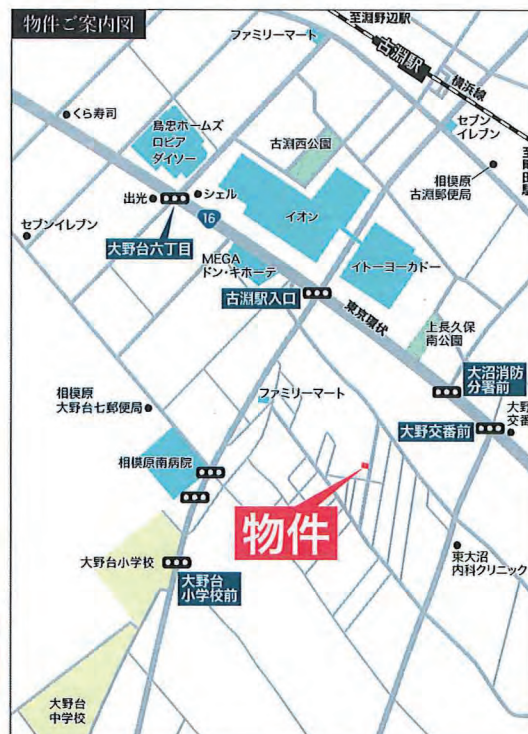 物件ご案内図
至淵野辺駅
ファミリーマート
古淵駅
横浜線
セブン
イレブン
くら寿司
島忠ホームズ
ロピア
ダイソー
古淵西公園
相模原
古淵郵便局
出光
シェル
16
イオン
セブンイレブン
大野台六丁目
MEGA
ドン・キホーテ
イトーヨーカドー
古淵駅入口
東京環状
上長久保
南公園
相模原
大野台七郵便局
ファミリーマート
大沼消防
分署前
大野交番前
大野
交番
相模原南病院
物件
大野台小学校
大野台
小学校前
東大沼
内科クリニック
大野台
中学校